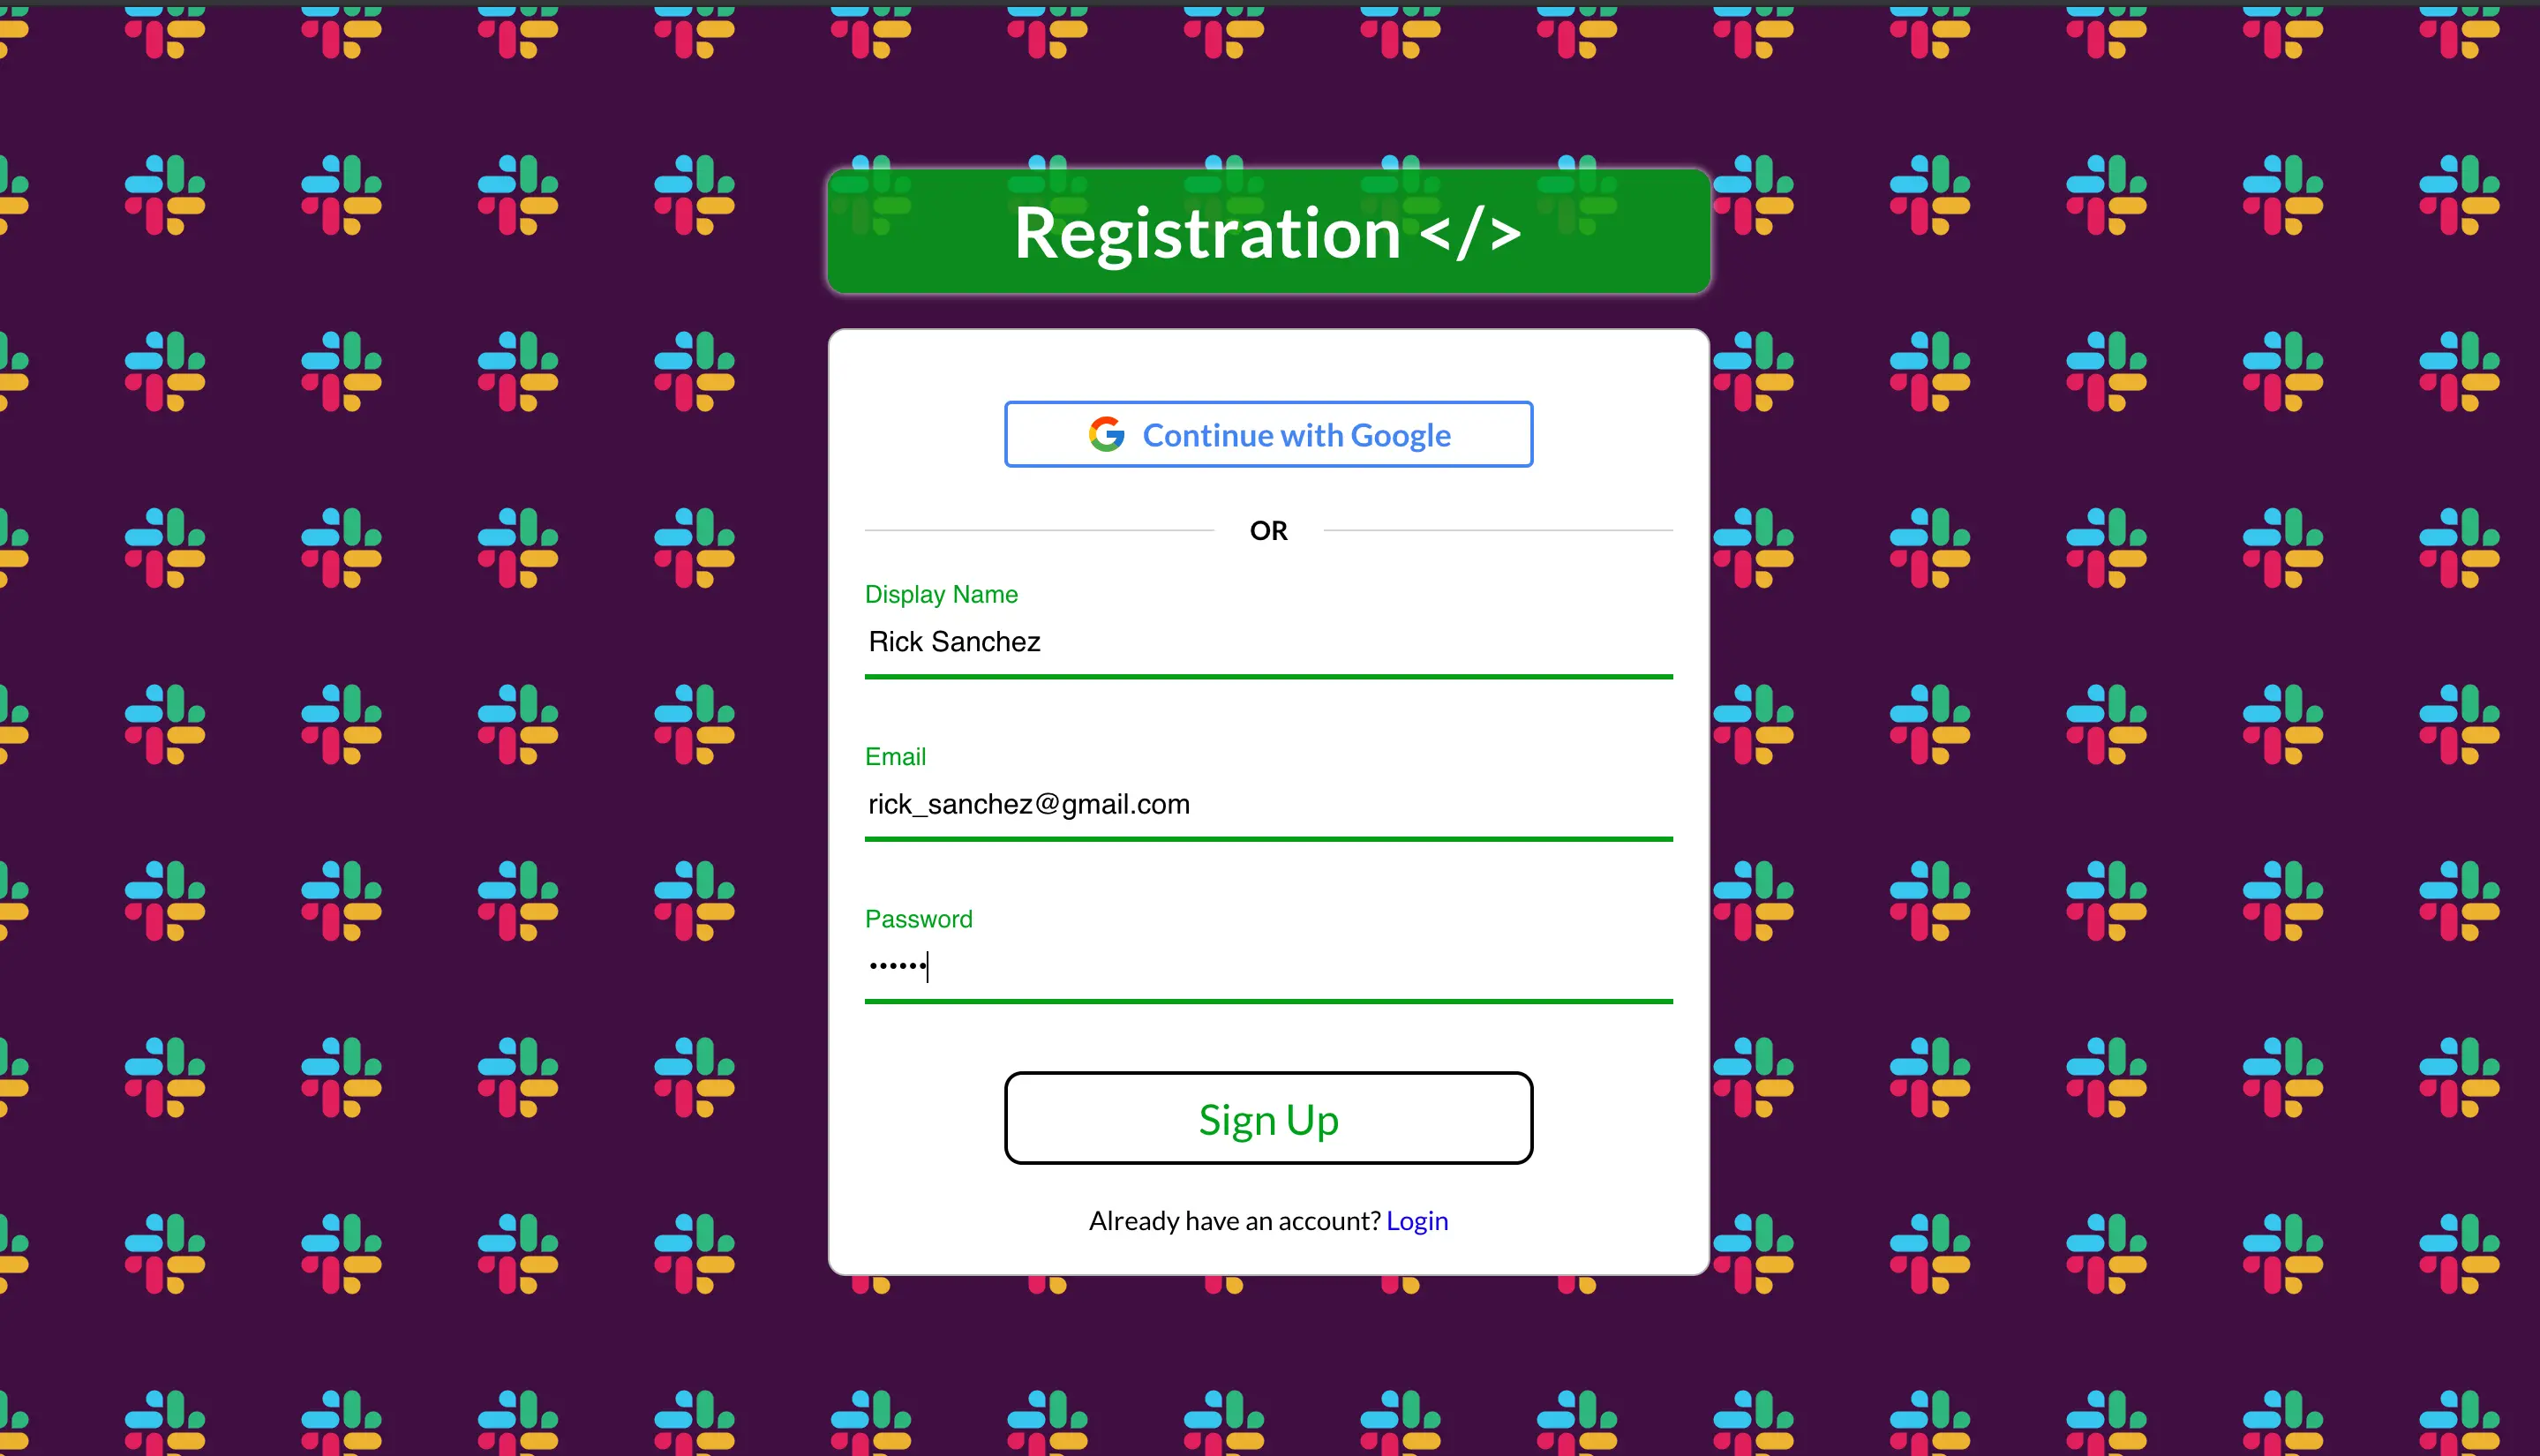 Registration </>
Continue with Google
OR
Display Name
Rick Sanchez
Email
rick_sanchez@gmail.com
Password
••••••
Sign Up
Already have an account? Login